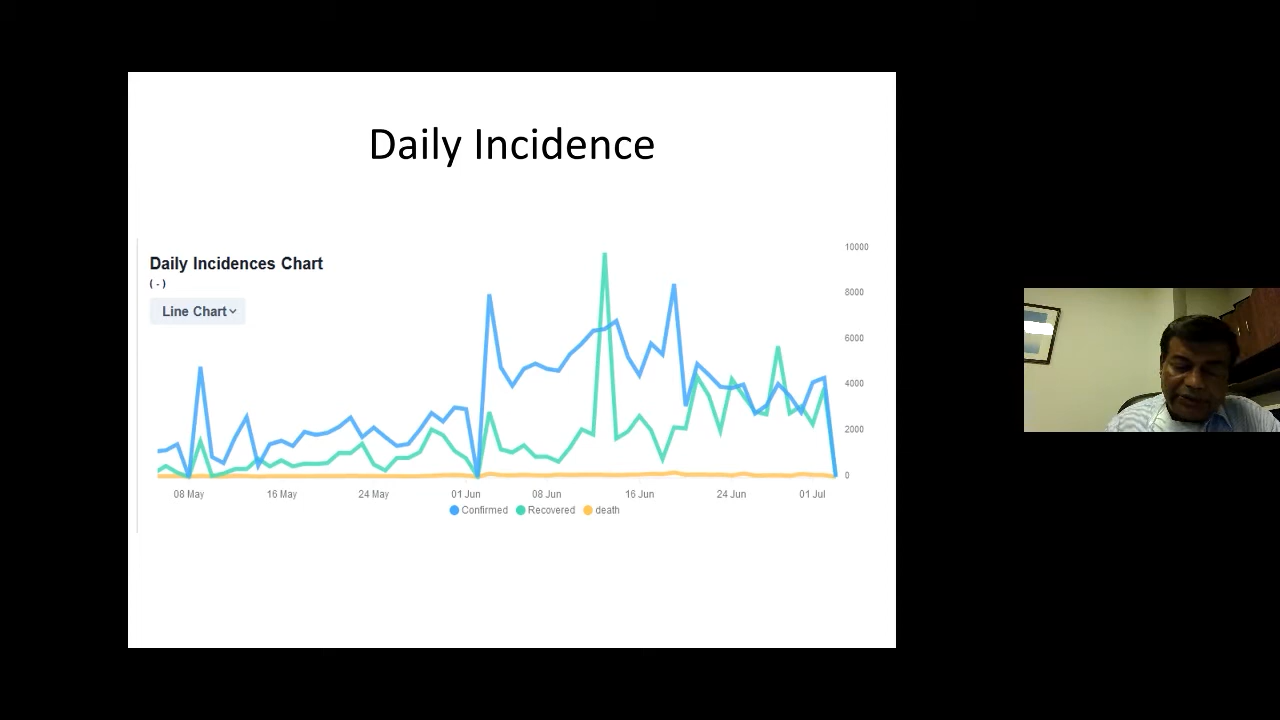 Daily Incidence
Daily Incidences Chart
( - )
Line Chart
10000
8000
6000
4000
2000
0
08 May 16 May 24 May 01 Jun 08 Jun 16 Jun 24 Jun 01 Jul
Confirmed Recovered death